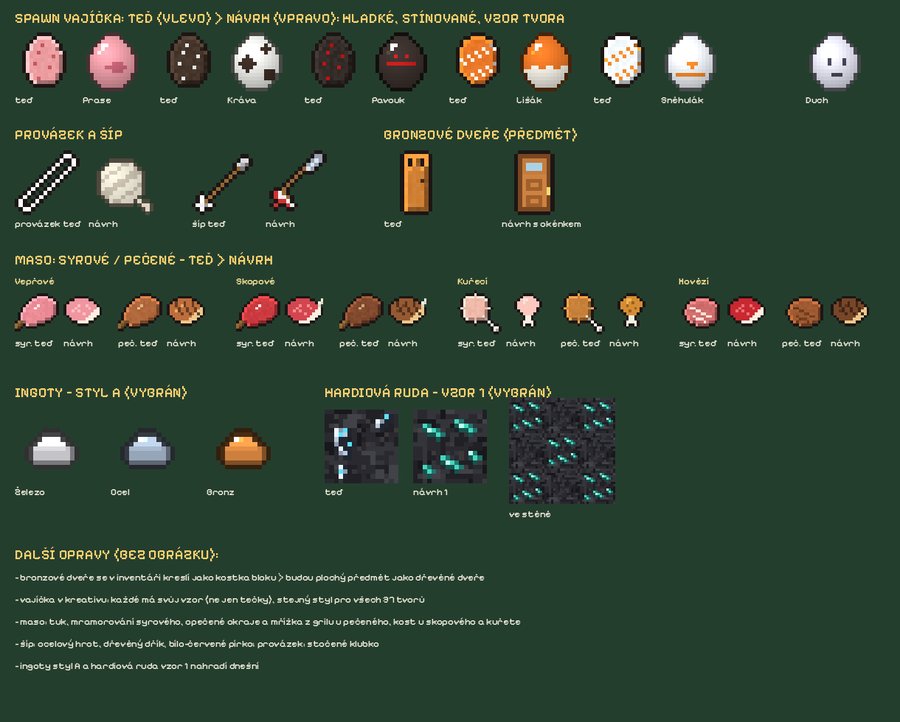 SPAWN VAJÍČKA: TEĎ (VLEVO) > NÁVRH (VPRAVO): HLADKÉ, STÍNOVANÉ, VZOR TVORA
teď Prase teď Kráva teď Pavouk teď Lišák teď Sněhulák Duch
PROVÁZEK A ŠÍP BRONZOVÉ DVEŘE (PŘEDMĚT)
provázek teď návrh šíp teď návrh teď návrh s okénkem
MASO: SYROVÉ / PEČENÉ - TEĎ > NÁVRH
Vepřové Skopové Kuřecí Hovězí
syr. teď návrh peč. teď návrh syr. teď návrh peč. teď návrh syr. teď návrh peč. teď návrh syr. teď návrh peč. teď návrh
INGOTY - STYL A (VYBRÁN) HARDIOVÁ RUDA - VZOR 1 (VYBRÁN)
Železo Ocel Bronz teď návrh 1
ve stěně
DALŠÍ OPRAVY (BEZ OBRÁZKU):
- bronzové dveře se v inventáři kreslí jako kostka bloku > budou plochý předmět jako dřevěné dveře
- vajíčka v kreativu: každé má svůj vzor (ne jen tečky), stejný styl pro všech 37 tvorů
- maso: tuk, mramorování syrového, opečené okraje a mřížka z grilu u pečeného, kost u skopového a kuřete
- šíp: ocelový hrot, dřevěný dřík, bílo-červené pírko; provázek: stočené klubko
- ingoty styl A a hardiová ruda vzor 1 nahradí dnešní